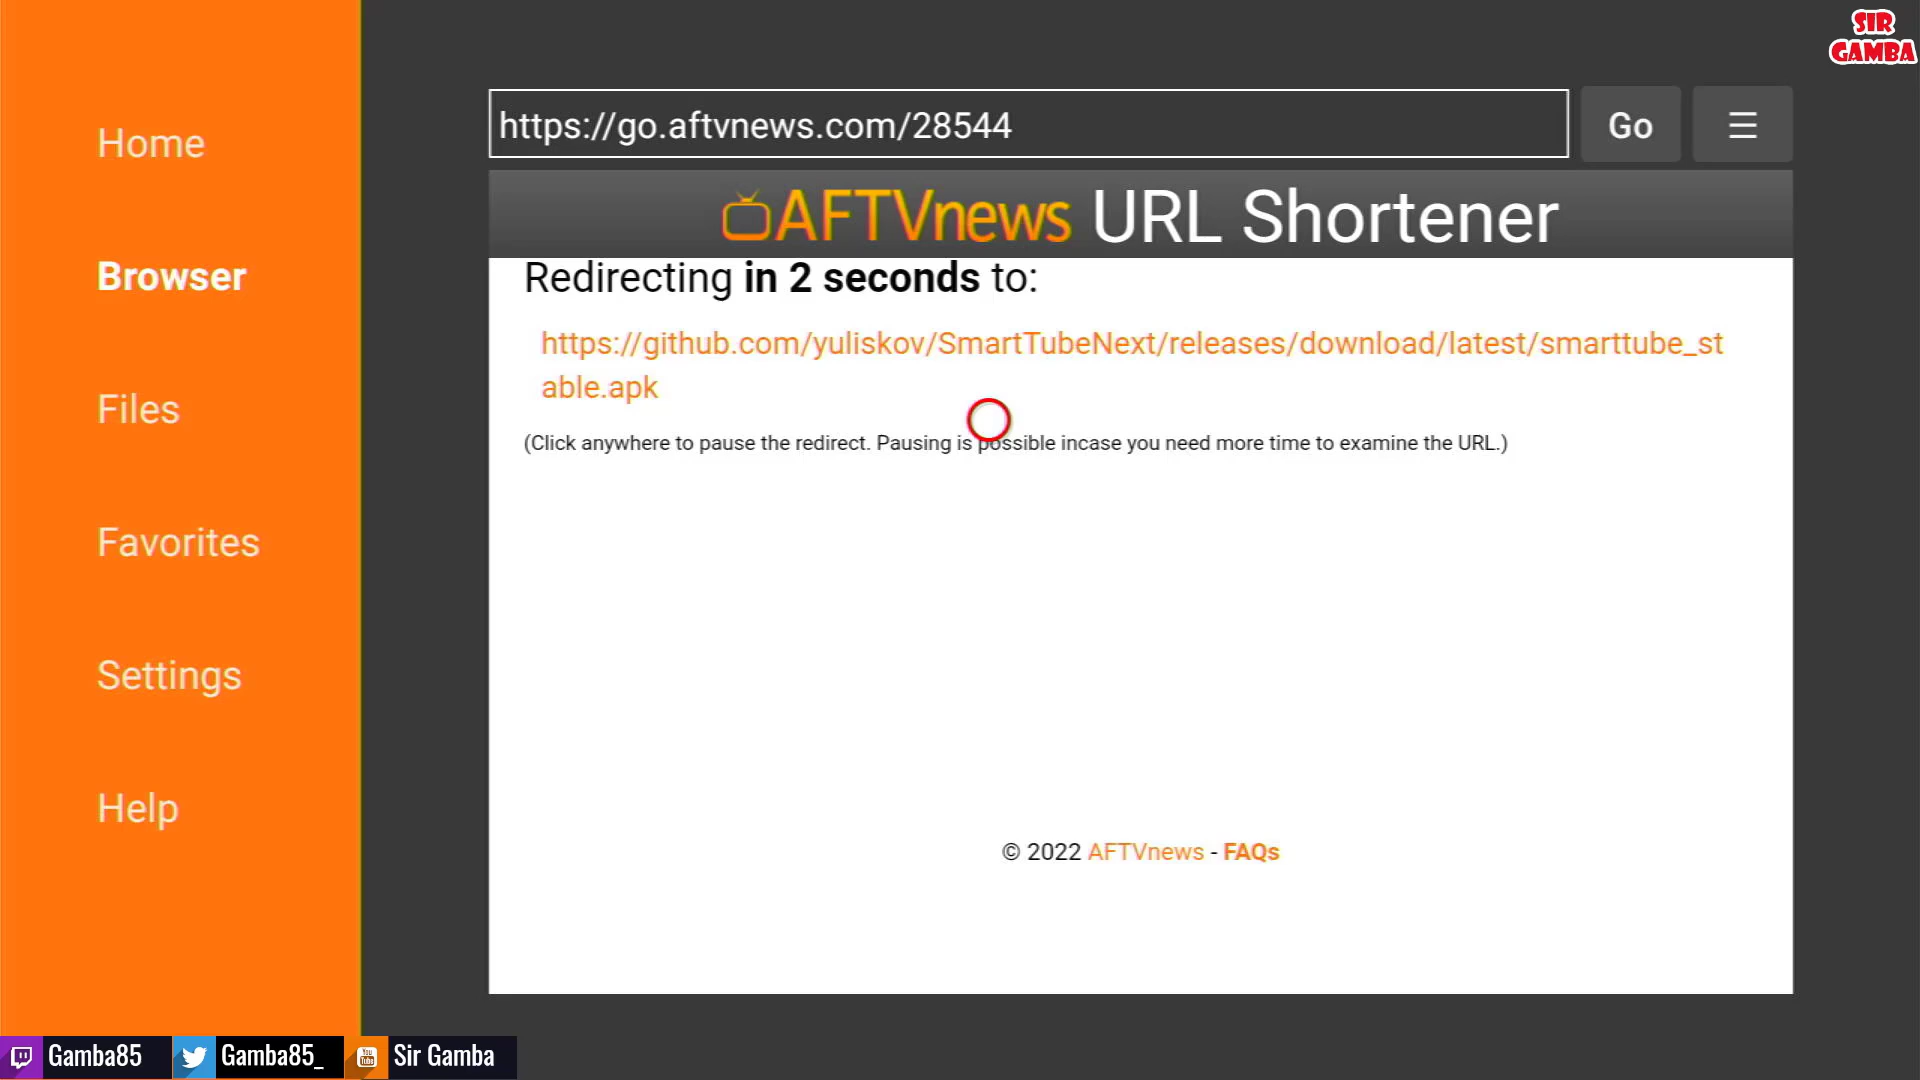 SIR
GAMBA
https://go.aftvnews.com/28544
Go
Home
Browser
Files
Favorites
Settings
Help
AFTVnews URL Shortener
Redirecting in 2 seconds to:
https://github.com/yuliskov/SmartTubeNext/releases/download/latest/smarttube_st
able.apk
(Click anywhere to pause the redirect. Pausing is possible incase you need more time to examine the URL.)
© 2022 AFTVnews - FAQs
Gamba85
Gamba85_
You
Tube
Sir Gamba